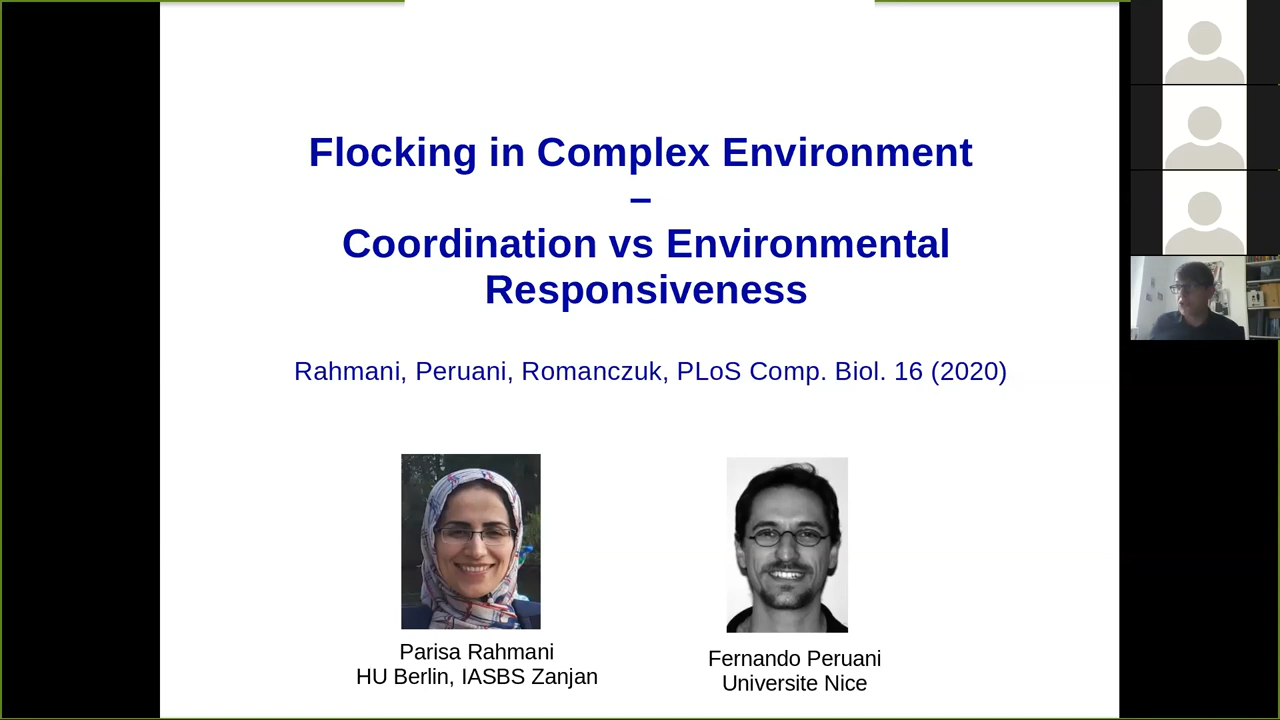 Flocking in Complex Environment
–
Coordination vs Environmental
Responsiveness
Rahmani, Peruani, Romanczuk, PLoS Comp. Biol. 16 (2020)
Parisa Rahmani
HU Berlin, IASBS Zanjan
Fernando Peruani
Universite Nice